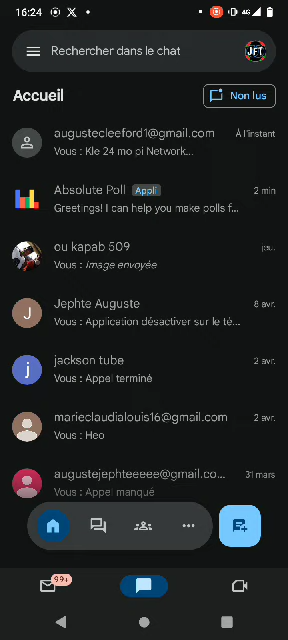 16:24
4G
Rechercher dans le chat
JFT
Accueil
Non lus
augustecleeford1@gmail.com
À l'instant
Vous : Kle 24 mo pi Network...
Absolute Poll
Appli
2 min
Greetings! I can help you make polls f...
ou kapab 509
Vous : Image envoyée
Jephte Auguste
8 avr.
Vous : Application désactiver sur le té...
J
jackson tube
2 avr.
Vous : Appel terminé
j
marieclaudialouis16@gmail.com
2 avr.
Vous : Heo
augustejephteeeee@gmail.co...
31 mars
Vous : Appel manqué
99+